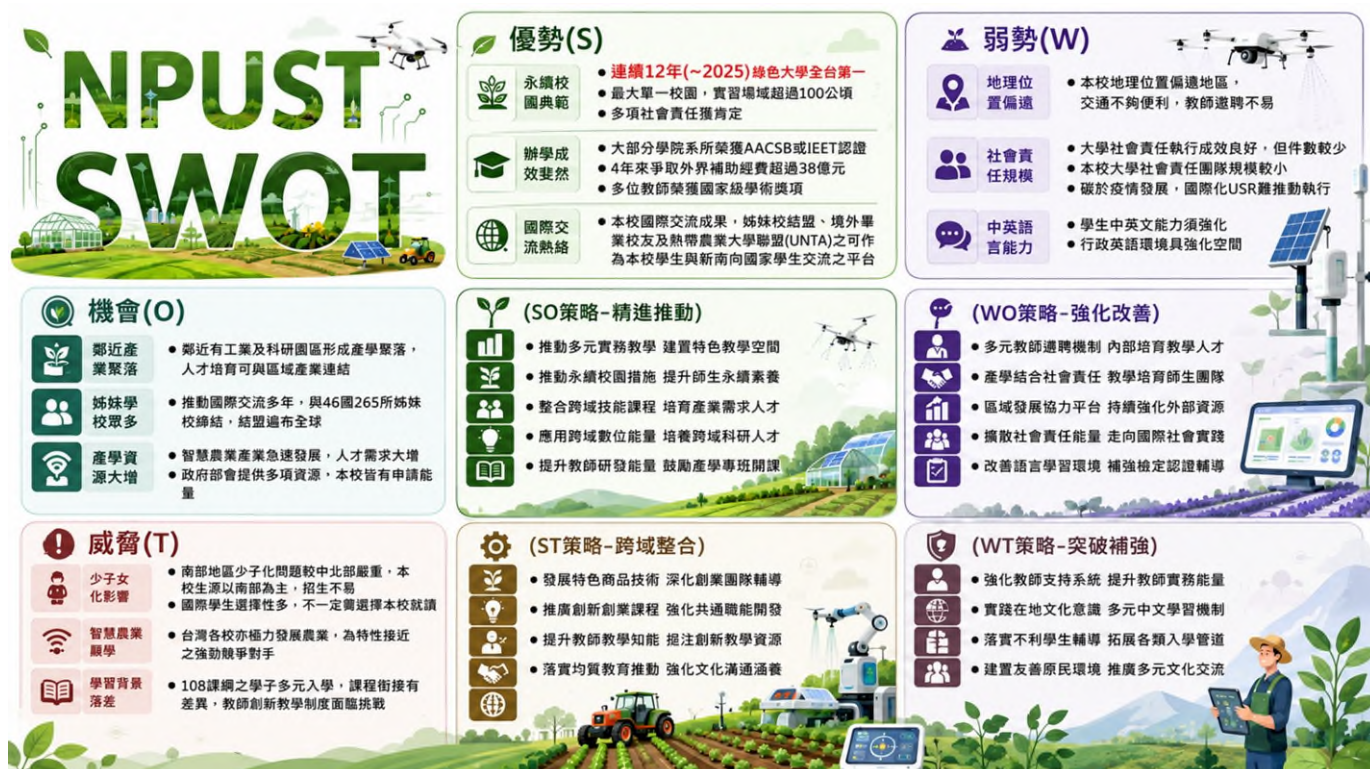 NPUST
SWOT
優勢(S)
永續校
園典範
連續12年(~2025) 綠色大學全台第一
最大單一校園，實習場域超過100公頃
多項社會責任獲肯定
辦學成
效斐然
大部分學院系所榮獲AACSB或IEET認證
4年來爭取外界補助經費超過38億元
多位教師榮獲國家級學術獎項
國際交
流熱絡
本校國際交流成果，姊妹校結盟、境外畢
業校友及熱帶農業大學聯盟(UNTA)之可作
為本校學生與新南向國家學生交流之平台
弱勢(W)
地理位
置偏遠
本校地理位置偏遠地區，
交通不夠便利，教師邀聘不易
社會責
任規模
大學社會責任執行成效良好，但件數較少
本校大學社會責任團隊規模較小
碳於疫情發展，國際化USR難推動執行
中英語
言能力
學生中英文能力須強化
行政英語環境具強化空間
機會(O)
鄰近產
業聚落
鄰近有工業及科研園區形成產學聚落，
人才培育可與區域產業連結
姊妹學
校眾多
推動國際交流多年，與46國265所姊妹
校締結，結盟遍布全球
產學資
源大增
智慧農業產業急速發展，人才需求大增
政府部會提供多項資源，本校皆有申請能
量
(SO策略–精進推動)
推動多元實務教學 建置特色教學空間
推動永續校園措施 提升師生永續素養
整合跨域技能課程 培育產業需求人才
應用跨域數位能量 培養跨域科研人才
提升教師研發能量 鼓勵產學專班開課
(WO策略–強化改善)
多元教師遴聘機制 內部培育教學人才
產學結合社會責任 教學培育師生團隊
區域發展協力平台 持續強化外部資源
擴散社會責任能量 走向國際社會實踐
改善語言學習環境 補強檢定認證輔導
威脅(T)
少子女
化影響
南部地區少子化問題較中北部嚴重，本
校生源以南部為主，招生不易
國際學生選擇性多，不一定需選擇本校就讀
智慧農業
學
台灣各校亦極力發展農業，為特性接近
之強勁競爭對手
學習背景
落差
108課綱之學子多元入學，課程銜接有
差異，教師創新教學制度面臨挑戰
(ST策略–跨域整合)
發展特色商品技術 深化創業團隊輔導
推廣創新創業課程 強化共通職能開發
提升教師教學知能 挹注創新教學資源
落實均質教育推動 強化文化溝通涵養
(WT策略–突破補強)
強化教師支持系統 提升教師實務能量
實踐在地文化意識 多元中文學習機制
落實不利學生輔導 拓展各類入學管道
建置友善原民環境 推廣多元文化交流